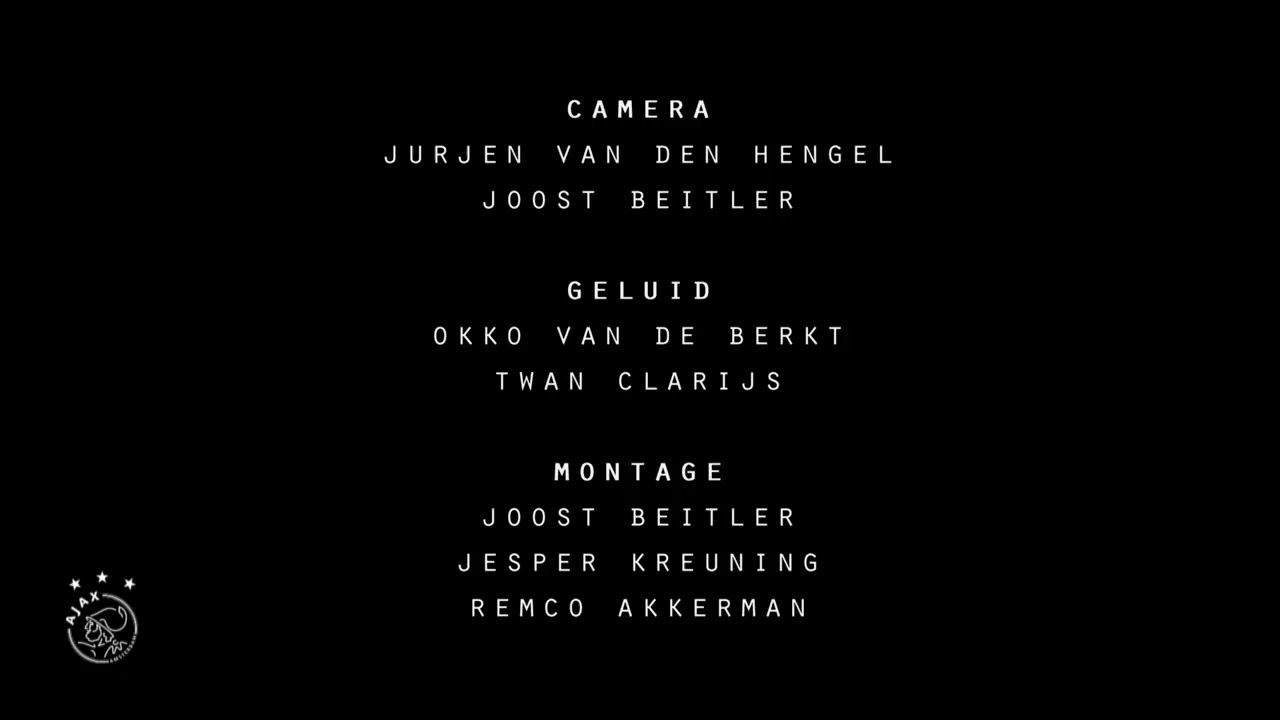 CAMERA
JURJEN VAN DEN HENGEL
JOOST BEITLER
GELUID
OKKO VAN DE BERKT
TWAN CLARIJS
MONTAGE
JOOST BEITLER
JESPER KREUNING
REMCO AKKERMAN
AJAX
AMSTERDAM